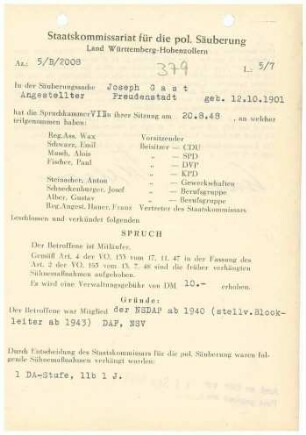 Staatskommissariat für die pol. Säuberung
Land Württemberg-Hohenzollern
Az.: 5/D/2008 379 L. 5/7
In der Säuberungssache Joseph Gast
Angestellter Freudenstadt geb. 12.10.1901
hat die Spruchkammer VII in ihrer Sitzung am 20.8.48, an welcher
teilgenommen haben:
Reg.Ass. Wax Vorsitzender
Schwarz, Emil Beisitzer — CDU
Musch, Alois „ — SPD
Fischer, Paul „ — DVP
„ — KPD
Steinacher, Anton „ — Gewerkschaften
Schneckenburger, Josef „ — Berufsgruppe
Alber, Gustav „ — Berufsgruppe
Reg.Angest. Hauer, Franz Vertreter des Staatskommissars
beschlossen und verkündet folgenden
SPRUCH
Der Betroffene ist Mitläufer.
Gemäß Art. 4 der VO. 133 vom 17. 11. 47 in der Fassung des
Art. 2 der VO. 165 vom 13. 7. 48 sind die früher verhängten
Sühnemaßnahmen aufgehoben.
Es wird eine Verwaltungsgebühr von DM. 10.- erhoben.
Gründe:
Der Betroffene war Mitglied der NSDAP ab 1940 (stellv.Block-
leiter ab 1943) DAF, NSV
Durch Entscheidung des Staatskommissars für die pol. Säuberung waren fol-
gende Sühnemaßnahmen verhängt worden:
1 DA-Stufe, 11b 1 J.